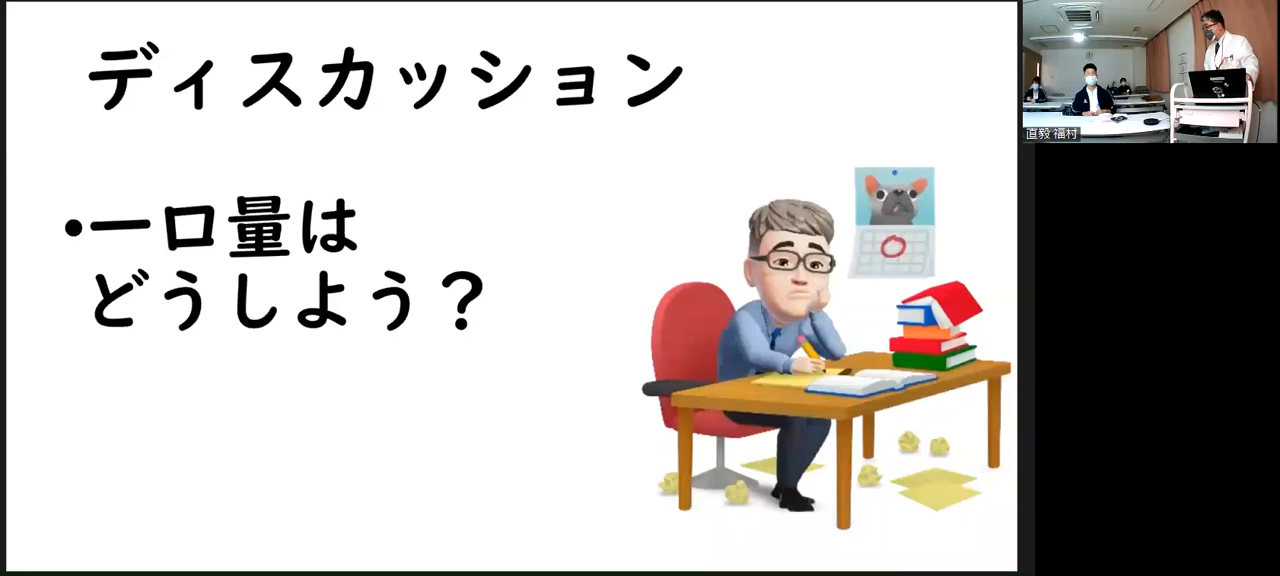 ディスカッション
•一口量は
どうしよう？
直毅 福村